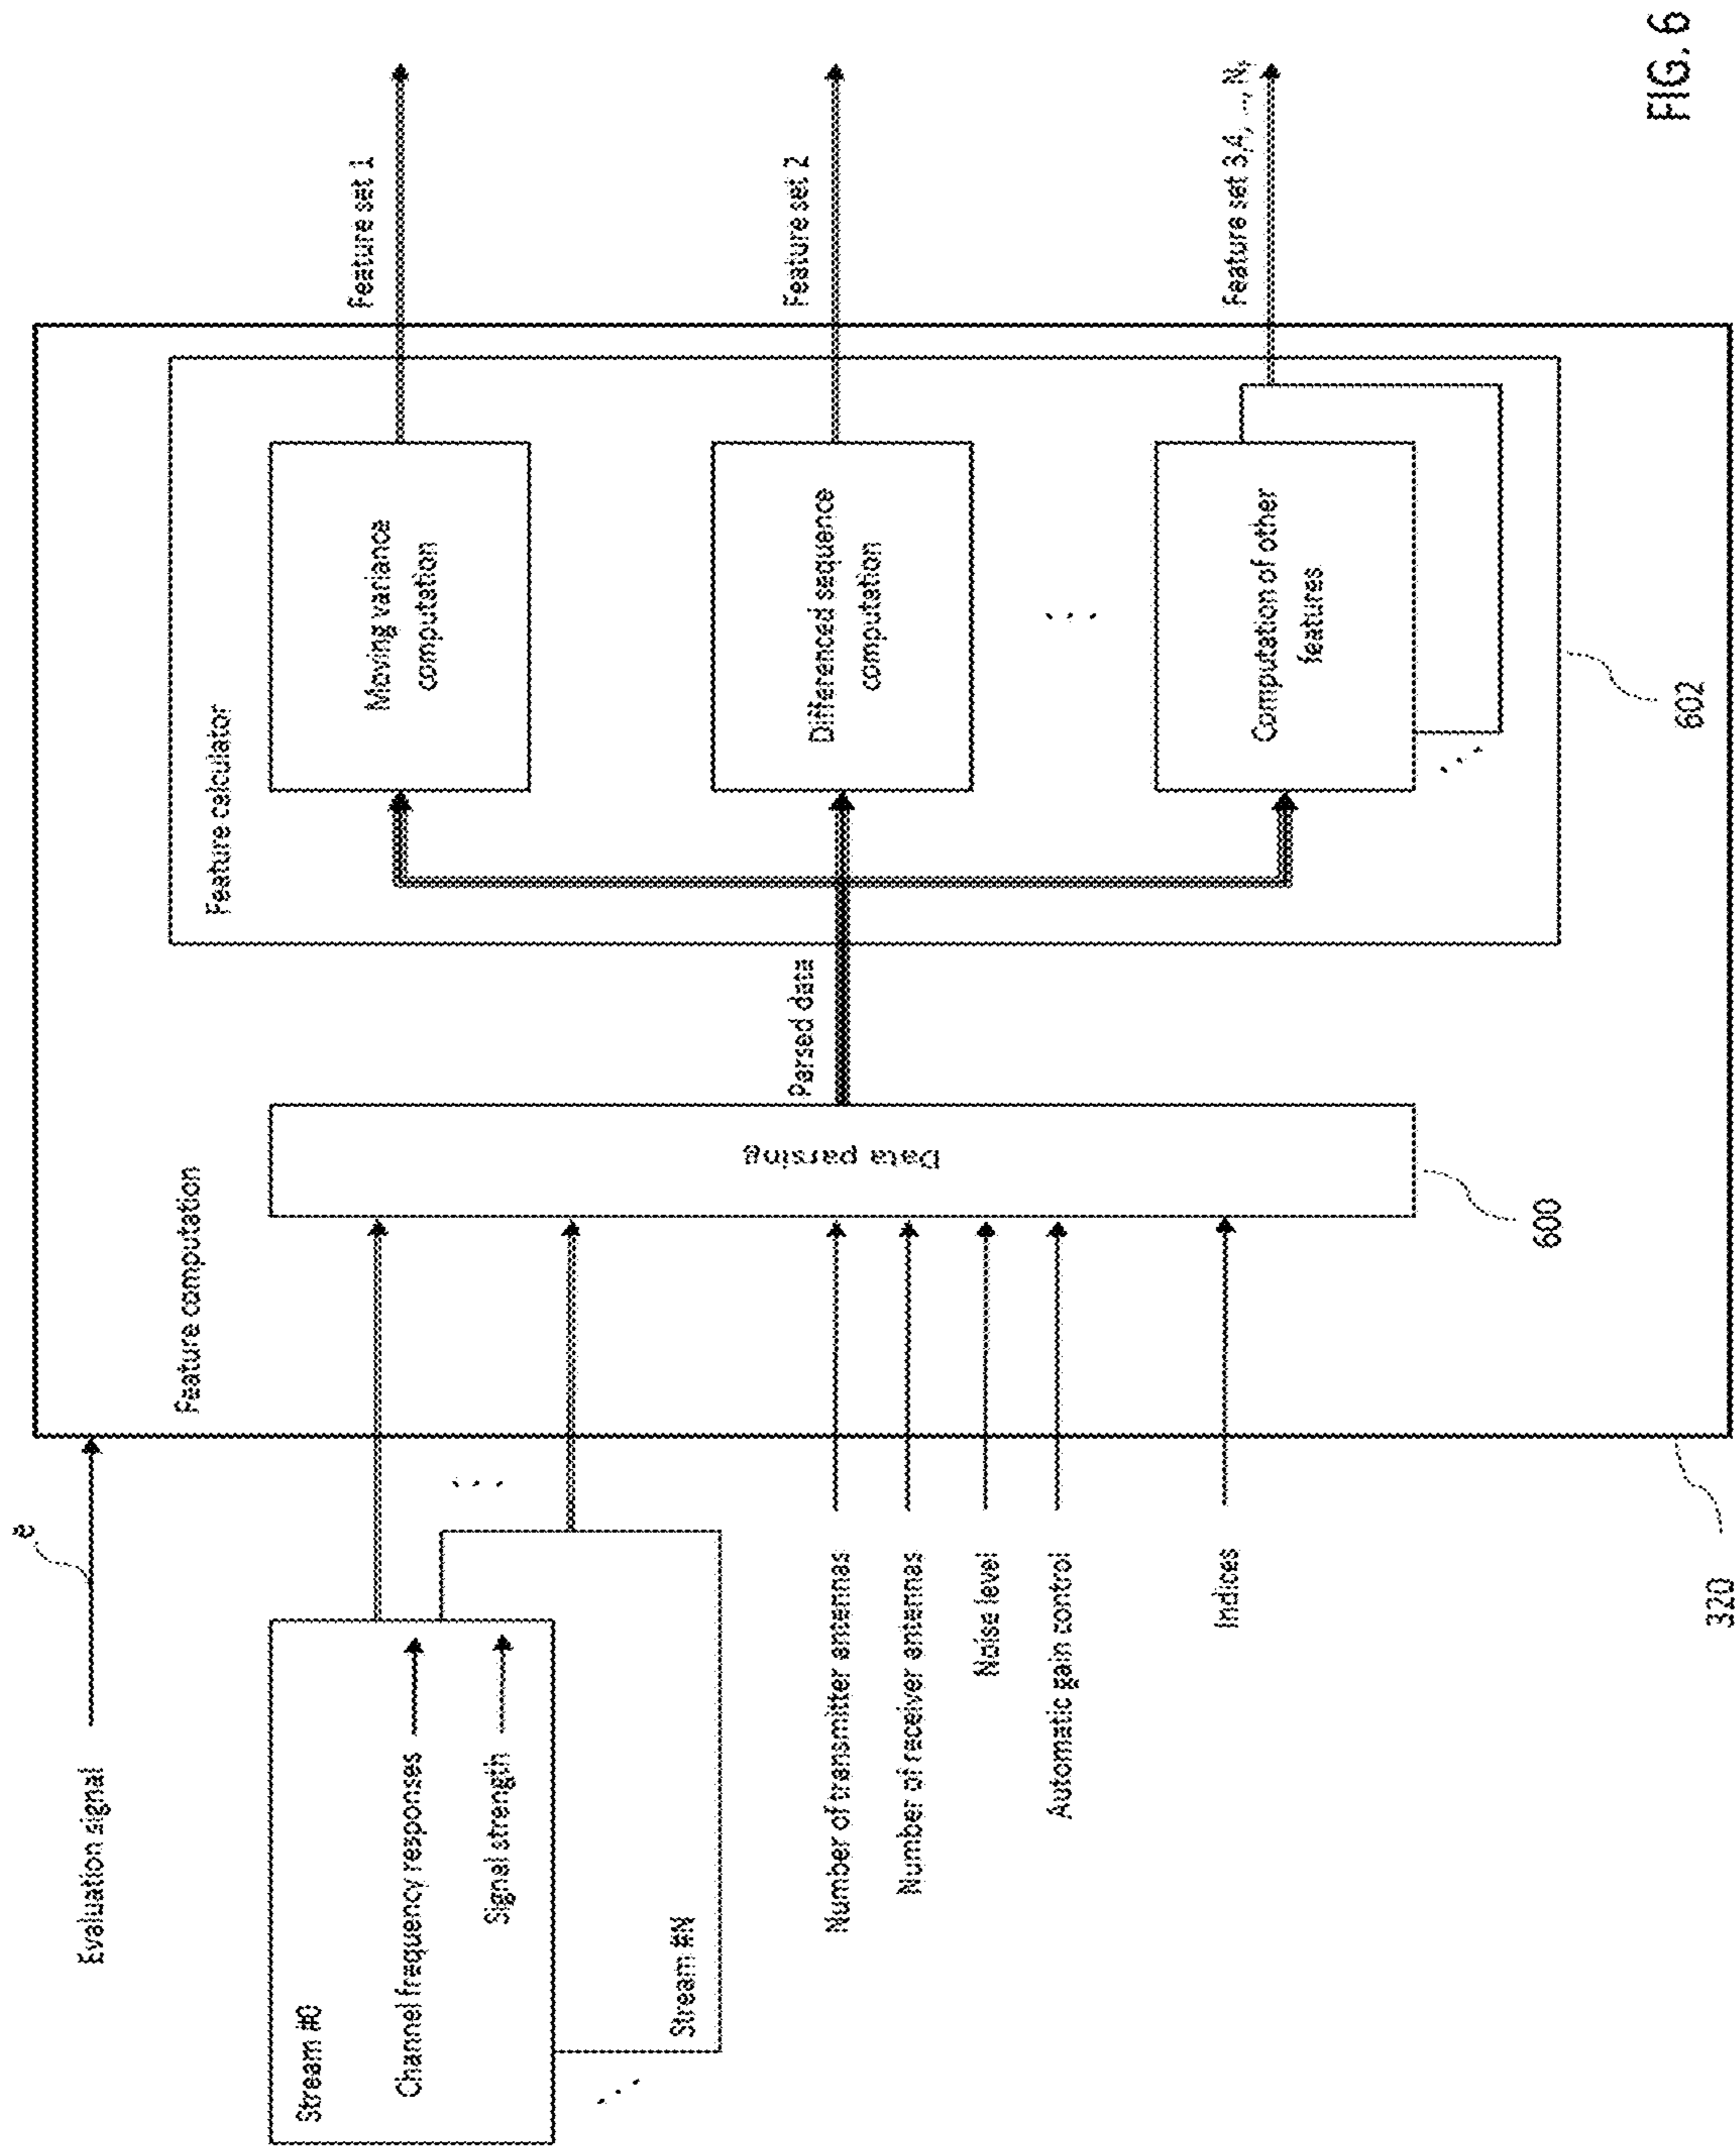 Evaluation signal
e
Stream #0
Channel frequency responses
Signal strength
Stream #N
. . .
. . .
Number of transmitter antennas
Number of receiver antennas
Noise level
Automatic gain control
Indices
320
Feature computation
Data parsing
600
Parsed data
Feature calculator
Moving variance
computation
Differenced sequence
computation
. . .
Computation of other
features
. . .
602
Feature set 1
Feature set 2
Feature set 3,4, ..., Nf
FIG. 6